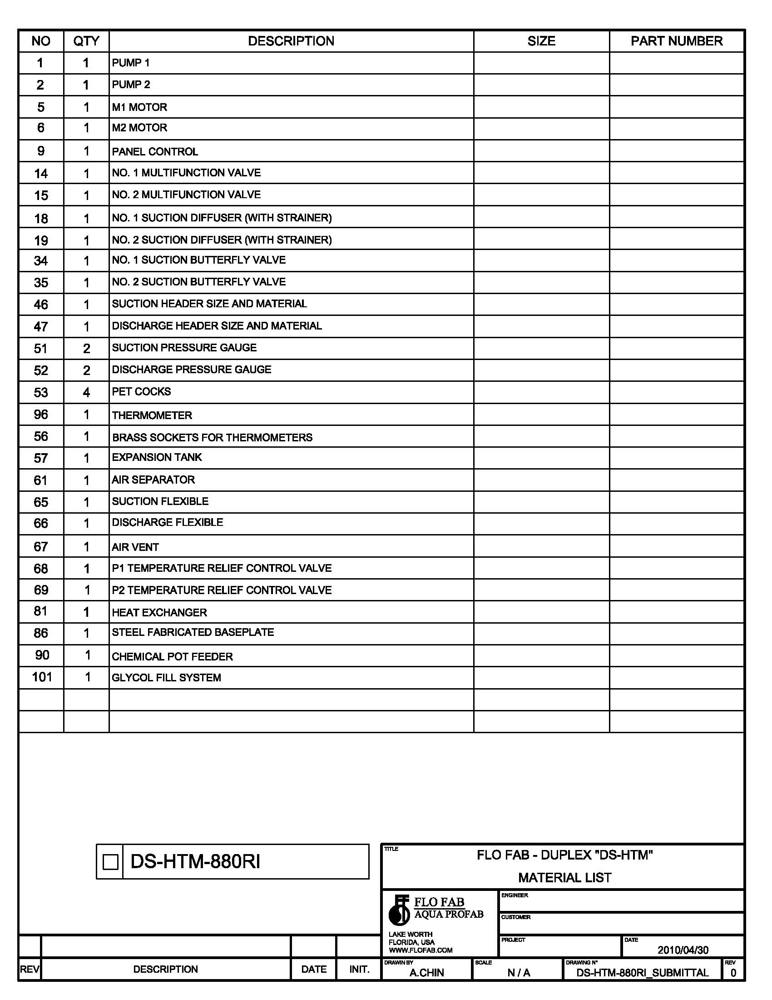 NO QTY DESCRIPTION SIZE PART NUMBER
1 1 PUMP 1
2 1 PUMP 2
5 1 M1 MOTOR
6 1 M2 MOTOR
9 1 PANEL CONTROL
14 1 NO. 1 MULTIFUNCTION VALVE
15 1 NO. 2 MULTIFUNCTION VALVE
18 1 NO. 1 SUCTION DIFFUSER (WITH STRAINER)
19 1 NO. 2 SUCTION DIFFUSER (WITH STRAINER)
34 1 NO. 1 SUCTION BUTTERFLY VALVE
35 1 NO. 2 SUCTION BUTTERFLY VALVE
46 1 SUCTION HEADER SIZE AND MATERIAL
47 1 DISCHARGE HEADER SIZE AND MATERIAL
51 2 SUCTION PRESSURE GAUGE
52 2 DISCHARGE PRESSURE GAUGE
53 4 PET COCKS
96 1 THERMOMETER
56 1 BRASS SOCKETS FOR THERMOMETERS
57 1 EXPANSION TANK
61 1 AIR SEPARATOR
65 1 SUCTION FLEXIBLE
66 1 DISCHARGE FLEXIBLE
67 1 AIR VENT
68 1 P1 TEMPERATURE RELIEF CONTROL VALVE
69 1 P2 TEMPERATURE RELIEF CONTROL VALVE
81 1 HEAT EXCHANGER
86 1 STEEL FABRICATED BASEPLATE
90 1 CHEMICAL POT FEEDER
101 1 GLYCOL FILL SYSTEM
DS-HTM-880RI
TITLE
FLO FAB - DUPLEX "DS-HTM"
MATERIAL LIST
FLO FAB
AQUA PROFAB
LAKE WORTH
FLORIDA, USA
WWW.FLOFAB.COM
ENGINEER
CUSTOMER
PROJECT
DATE
2010/04/30
REV DESCRIPTION DATE INIT.
DRAWN BY
A.CHIN
SCALE
N / A
DRAWING N°
DS-HTM-880RI_SUBMITTAL
REV
0